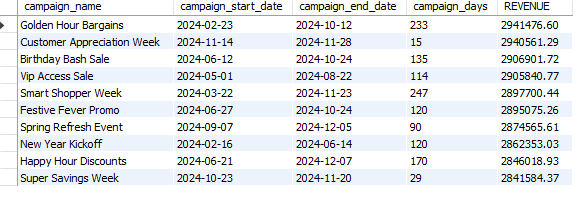 campaign_name campaign_start_date campaign_end_date campaign_days REVENUE
Golden Hour Bargains 2024-02-23 2024-10-12 233 2941476.60
Customer Appreciation Week 2024-11-14 2024-11-28 15 2940561.29
Birthday Bash Sale 2024-06-12 2024-10-24 135 2906901.72
Vip Access Sale 2024-05-01 2024-08-22 114 2905840.77
Smart Shopper Week 2024-03-22 2024-11-23 247 2897700.44
Festive Fever Promo 2024-06-27 2024-10-24 120 2895075.26
Spring Refresh Event 2024-09-07 2024-12-05 90 2874565.61
New Year Kickoff 2024-02-16 2024-06-14 120 2862353.03
Happy Hour Discounts 2024-06-21 2024-12-07 170 2846018.93
Super Savings Week 2024-10-23 2024-11-20 29 2841584.37